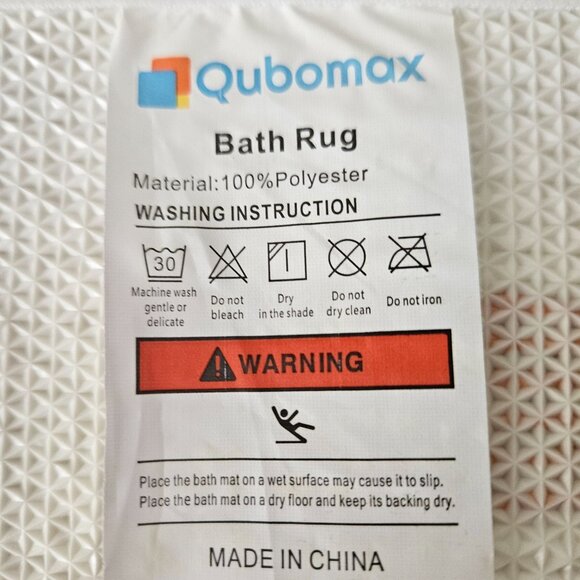 Qubomax
Bath Rug
Material:100%Polyester
WASHING INSTRUCTION
30
Machine wash gentle or delicate
Do not bleach
Dry in the shade
Do not dry clean
Do not iron
WARNING
Place the bath mat on a wet surface may cause it to slip.
Place the bath mat on a dry floor and keep its backing dry.
MADE IN CHINA